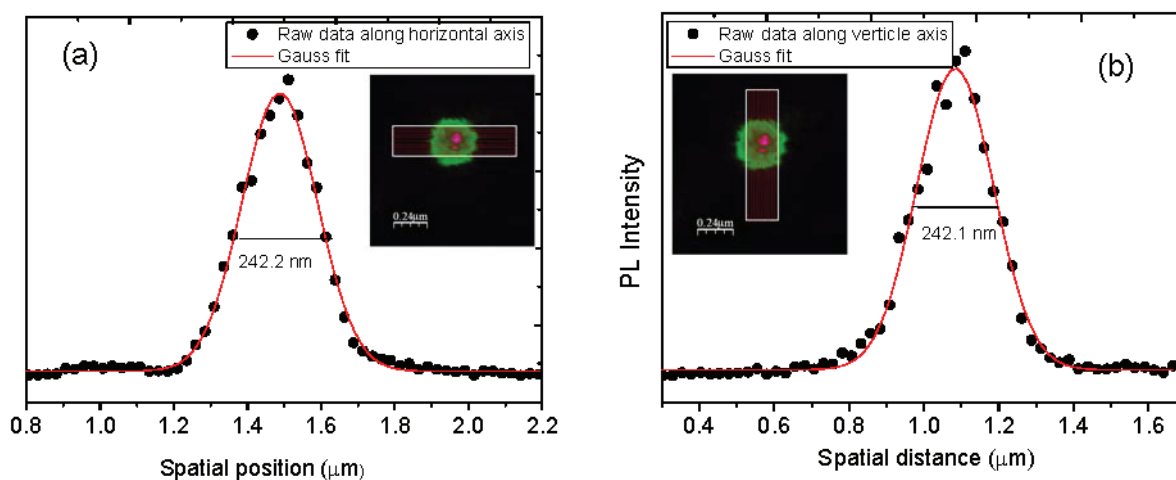 (a)
Raw data along horizontal axis
Gauss fit
0.24μm
242.2 nm
0.8 1.0 1.2 1.4 1.6 1.8 2.0 2.2
Spatial position (μm)
(b)
Raw data along verticle axis
Gauss fit
0.24μm
242.1 nm
PL Intensity
0.4 0.6 0.8 1.0 1.2 1.4 1.6
Spatial distance (μm)